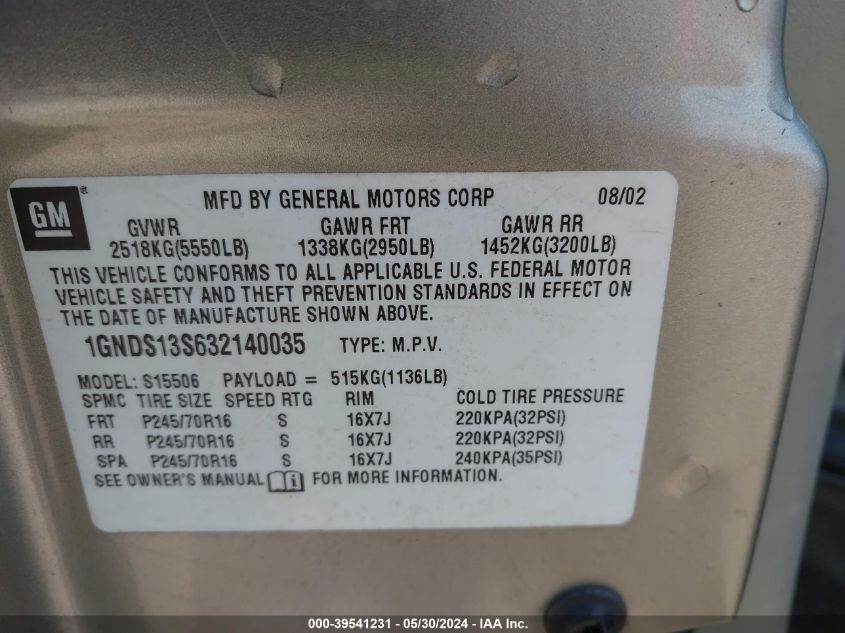 GM®
MFD BY GENERAL MOTORS CORP 08/02
GVWR GAWR FRT GAWR RR
2518KG(5550LB) 1338KG(2950LB) 1452KG(3200LB)
THIS VEHICLE CONFORMS TO ALL APPLICABLE U.S. FEDERAL MOTOR
VEHICLE SAFETY AND THEFT PREVENTION STANDARDS IN EFFECT ON
THE DATE OF MANUFACTURE SHOWN ABOVE.
1GNDS13S632140035 TYPE: M.P.V.
MODEL: S15506 PAYLOAD = 515KG(1136LB)
SPMC TIRE SIZE SPEED RTG RIM COLD TIRE PRESSURE
FRT P245/70R16 S 16X7J 220KPA(32PSI)
RR P245/70R16 S 16X7J 220KPA(32PSI)
SPA P245/70R16 S 16X7J 240KPA(35PSI)
SEE OWNER'S MANUAL FOR MORE INFORMATION.
000-39541231 - 05/30/2024 - IAA Inc.